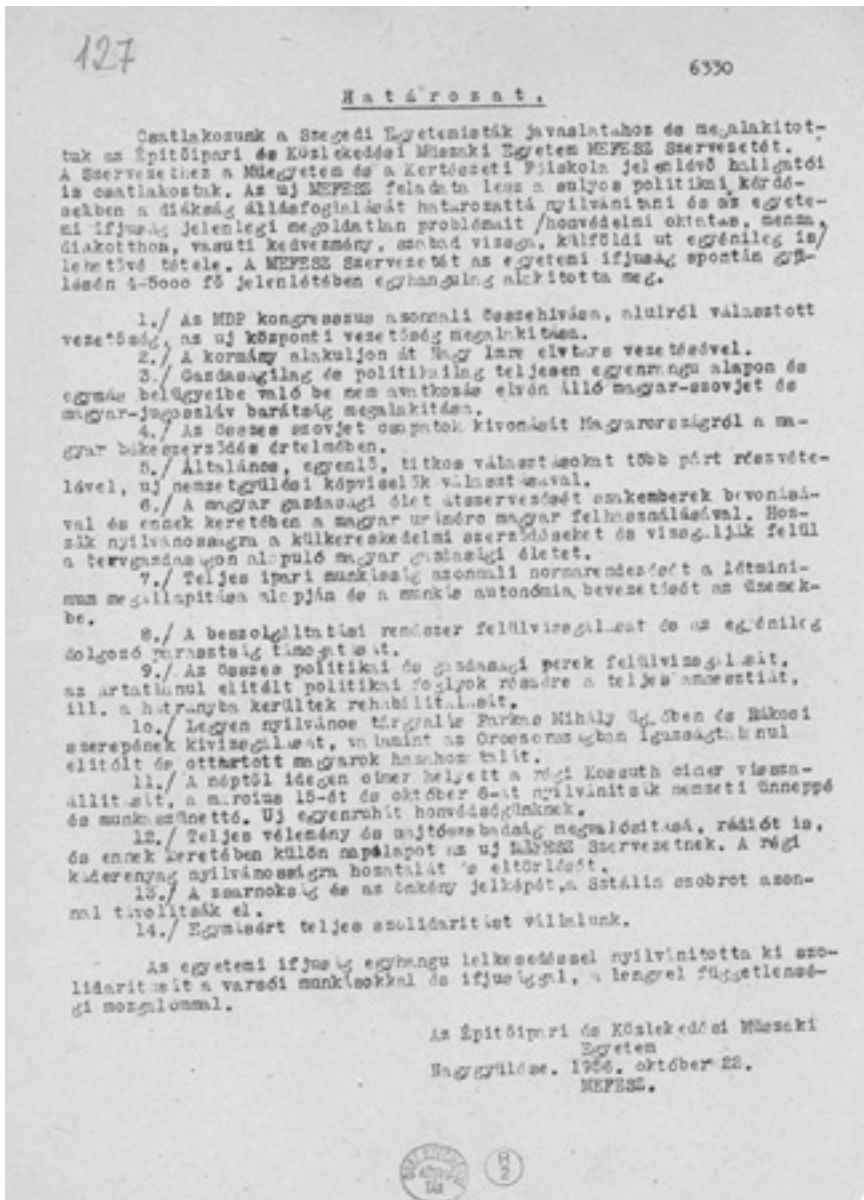 127
6330
Határozat.
Csatlakozunk a Szegedi Egyetemisták javaslatához és megalakitot-
tuk az Épitőipari és Közlekedési Műszaki Egyetem MEFESZ Szervezetét.
A Szervezethez a Műegyetem és a Kertészeti Főiskola jelenlévő hallgatói
is csatlakoztak. Az uj MEFESZ feladata lesz a sulyos politikai kérdé-
sekben a diákság állásfoglalását határozattá nyilvánitani és az egyete-
mi ifjuság jelenlegi megoldatlan problémáit /honvédelmi oktatás, menza,
diákotthon, vasuti kedvezmény, szabad vizsga, külföldi ut egyénileg is/
lehetővé tétele. A MEFESZ Szervezetét az egyetemi ifjuság spontán gyü-
lésén 4-5000 fő jelenlétében egyhangulag alakitotta meg.
1./ Az MDP kongresszus azonnali összehivása, alulról választott
vezetőség, az uj központi vezetőség megalakitása.
2./ A kormány alakuljon át Nagy Imre elvtárs vezetésével.
3./ Gazdaságilag és politikailag teljesen egyenrangu alapon és
egymás belügyeibe való be nem avatkozás elvén álló magyar-szovjet és
magyar-jugoszláv barátság megalakitása.
4./ Az összes szovjet csapatok kivonását Magyarországról a ma-
gyar békeszerződés értelmében.
5./ Általános, egyenlő, titkos választásokat több párt részvéte-
lével, uj nemzetgyülési képviselők választásával.
6./ A magyar gazdasági élet átszervezését szakemberek bevonásá-
val és ennek keretében a magyar uránérc magyar felhasználásával. Hoz-
zák nyilvánosságra a külkereskedelmi szerződéseket és vizsgálják felül
a tervgazdaságon alapuló magyar gazdasági életet.
7./ Teljes ipari munkásság azonnali normarendezését a létmini-
mum megállapitása alapján és a munkás autonómia bevezetését az üzemek-
be.
8./ A beszolgáltatási rendszer felülvizsgálását és az egyénileg
dolgozó parasztság támogatását.
9./ Az összes politikai és gazdasági perek felülvizsgálását,
az ártatlanul elitélt politikai foglyok részére a teljes amnesztiát,
ill. a hátrányba kerültek rehabilitálását.
10./ Legyen nyilvános tárgyalás Farkas Mihály ügyében és Rákosi
szerepének kivizsgálását, valamint az Oroszországban igazságtalanul
elitélt és ottartott magyarok hazahozatalát.
11./ A néptől idegen cimer helyett a régi Kossuth cimer vissza-
állitását, a március 15-ét és október 6-át nyilvánitsák nemzeti ünneppé
és munkaszünetté. Uj egyenruhát honvédségünknek.
12./ Teljes vélemény és sajtószabadság megvalósitásá, rádiót is,
és ennek keretében külön napilapot az uj MEFESZ Szervezetnek. A régi
káderanyag nyilvánosságra hozatalát és eltörlését.
13./ A zsarnokság és az önkény jelképét, a Sztálin szobrot azon-
nal távolitsák el.
14./ Egymásért teljes szolidaritást vállalunk.
Az egyetemi ifjuság egyhangu lelkesedéssel nyilvánitotta ki szo-
lidaritását a varsói munkásokkal és ifjusággal, a lengyel függetlensé-
gi mozgalommal.
Az Épitőipari és Közlekedési Műszaki
Egyetem
Nagygyülése. 1956. október 22.
MEFESZ.